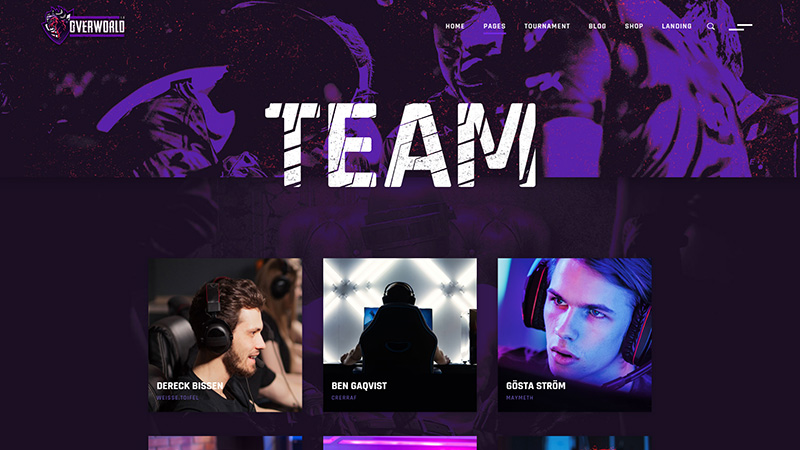 OVERWORLD
HOME PAGES TOURNAMENT BLOG SHOP LANDING
TEAM
DERECK BISSEN
WEISSE.TOIFEL
BEN GAQVIST
CRERRAF
GÖSTA STRÖM
MAYMETH